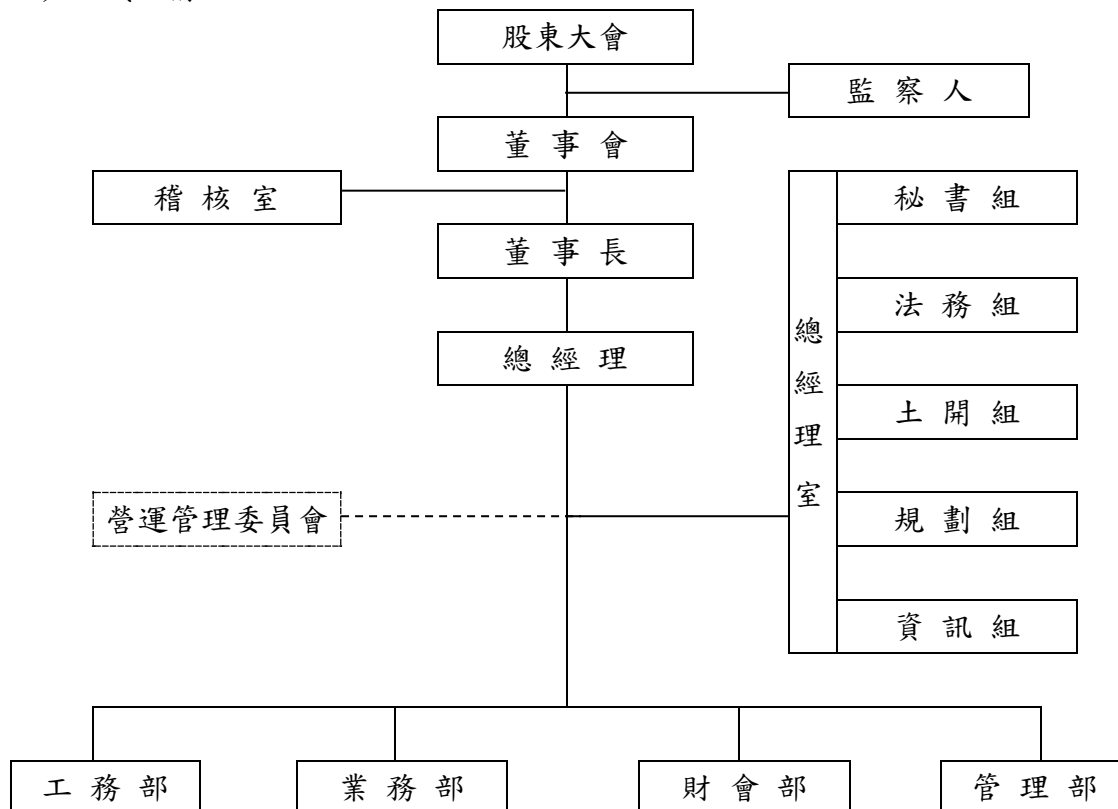 股東大會
監察人
董事會
稽核室
秘書組
董事長
法務組
總經理
總經理室
土開組
營運管理委員會
規劃組
資訊組
工務部
業務部
財會部
管理部